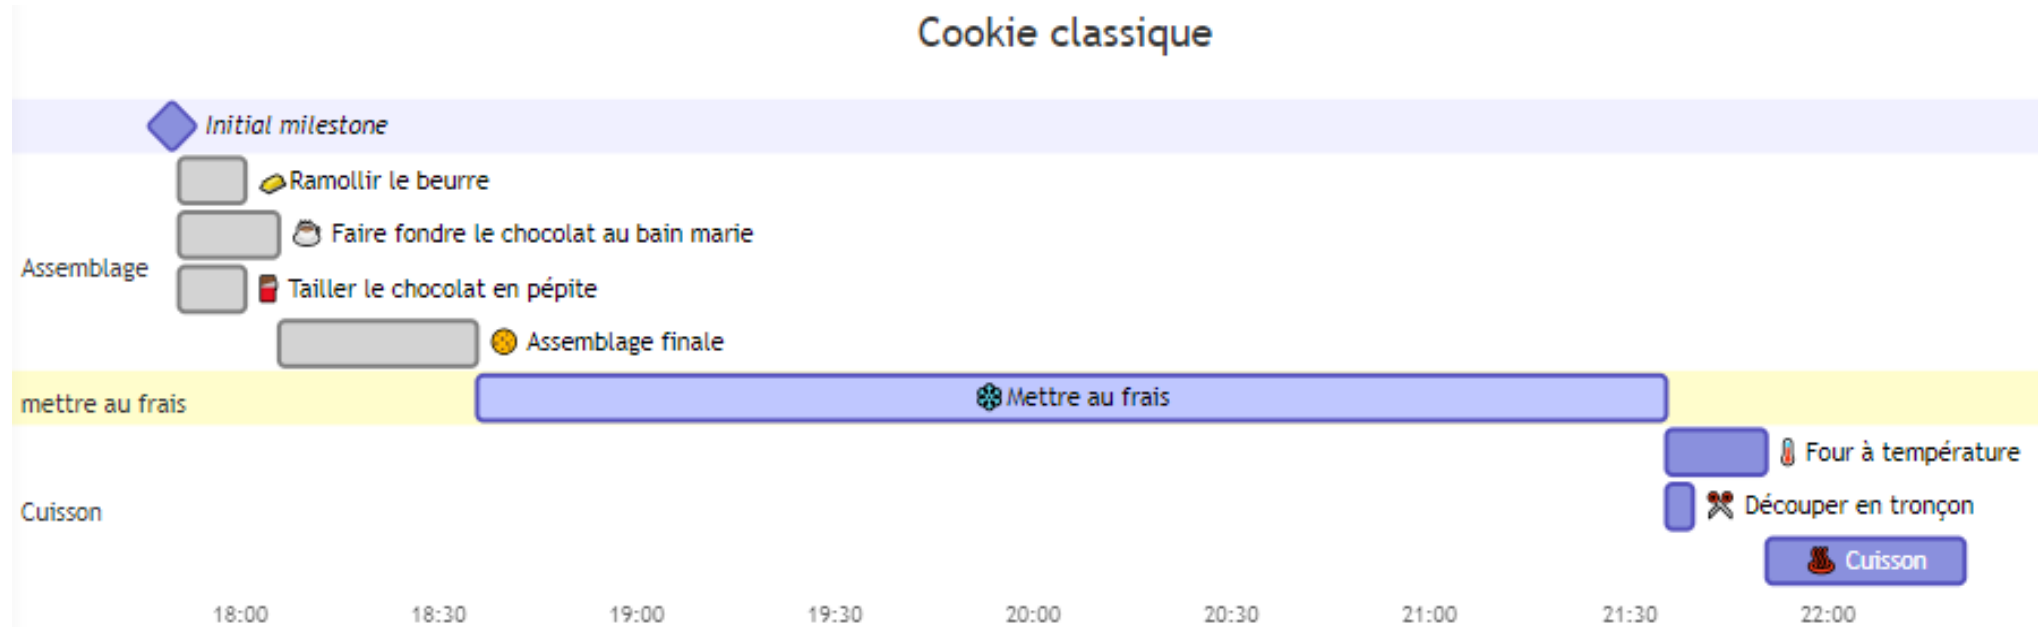 Cookie classique
Initial milestone
Ramollir le beurre
Faire fondre le chocolat au bain marie
Assemblage
Tailler le chocolat en pépite
Assemblage finale
mettre au frais
Mettre au frais
Four à température
Cuisson
Découper en tronçon
Cuisson
18:00 18:30 19:00 19:30 20:00 20:30 21:00 21:30 22:00